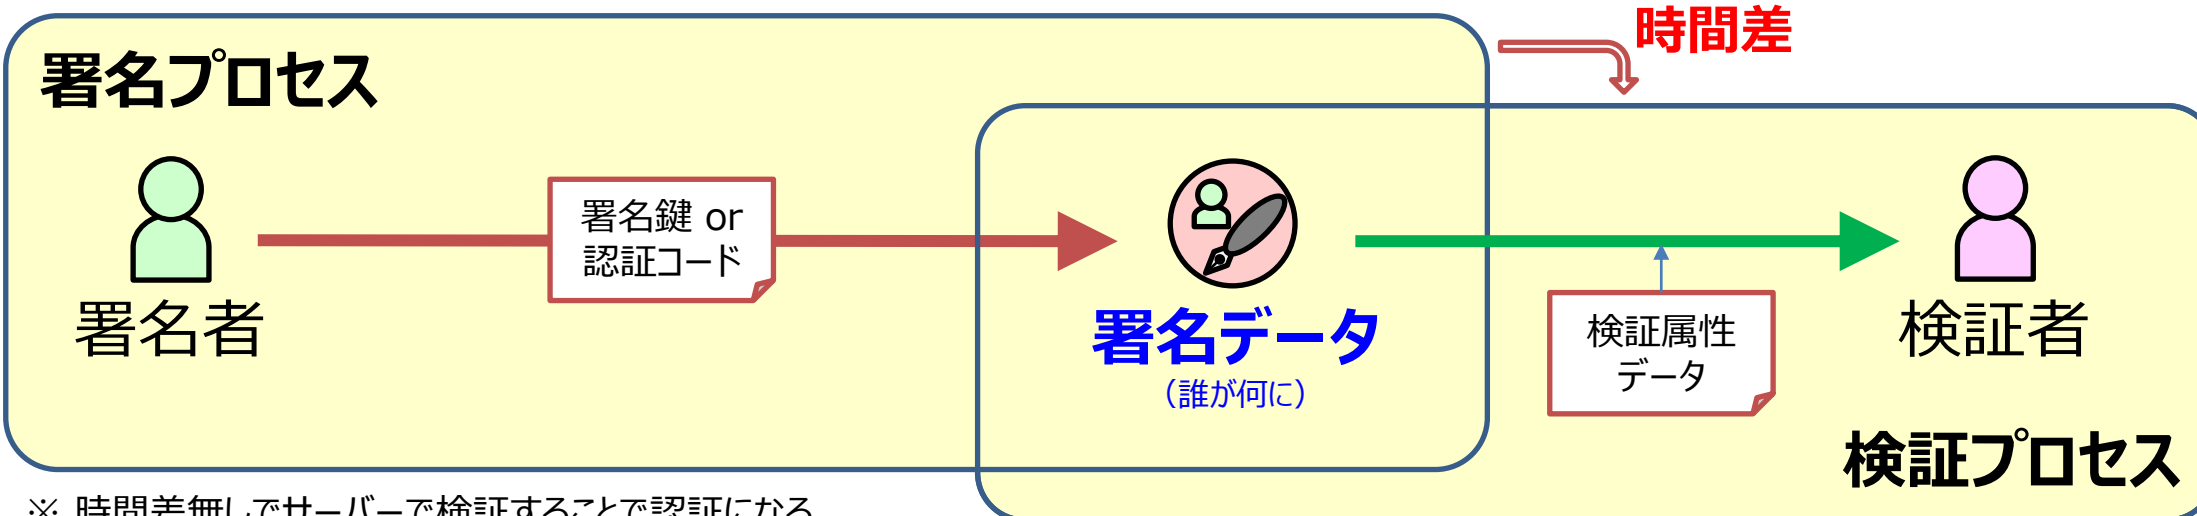 時間差
署名プロセス
署名鍵 or
認証コード
署名者
署名データ
（誰が何に）
検証属性
データ
検証者
検証プロセス
※ 時間差無しでサーバーで検証することで認証になる